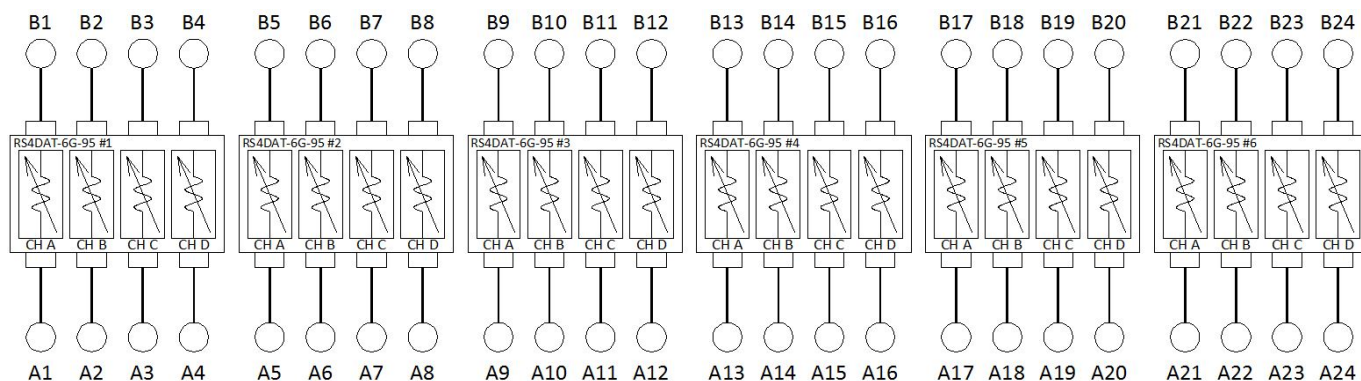 B1 B2 B3 B4 B5 B6 B7 B8 B9 B10 B11 B12 B13 B14 B15 B16 B17 B18 B19 B20 B21 B22 B23 B24
RS4DAT-6G-95 #1 RS4DAT-6G-95 #2 RS4DAT-6G-95 #3 RS4DAT-6G-95 #4 RS4DAT-6G-95 #5 RS4DAT-6G-95 #6
CH A CH B CH C CH D CH A CH B CH C CH D CH A CH B CH C CH D CH A CH B CH C CH D CH A CH B CH C CH D CH A CH B CH C CH D
A1 A2 A3 A4 A5 A6 A7 A8 A9 A10 A11 A12 A13 A14 A15 A16 A17 A18 A19 A20 A21 A22 A23 A24